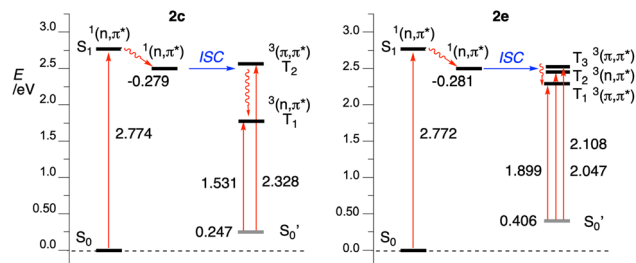 2c
E
/eV
3.0
2.5
2.0
1.5
1.0
0.50
0.0
S1
1(n,π*)
1(n,π*)
-0.279
ISC
3(π,π*)
T2
3(n,π*)
T1
2.774
1.531
2.328
0.247
S0'
S0
2e
3.0
2.5
2.0
1.5
1.0
0.50
0.0
S1
1(n,π*)
1(n,π*)
-0.281
ISC
T3 3(π,π*)
T2 3(n,π*)
T1 3(π,π*)
2.772
2.108
1.899
2.047
0.406
S0'
S0